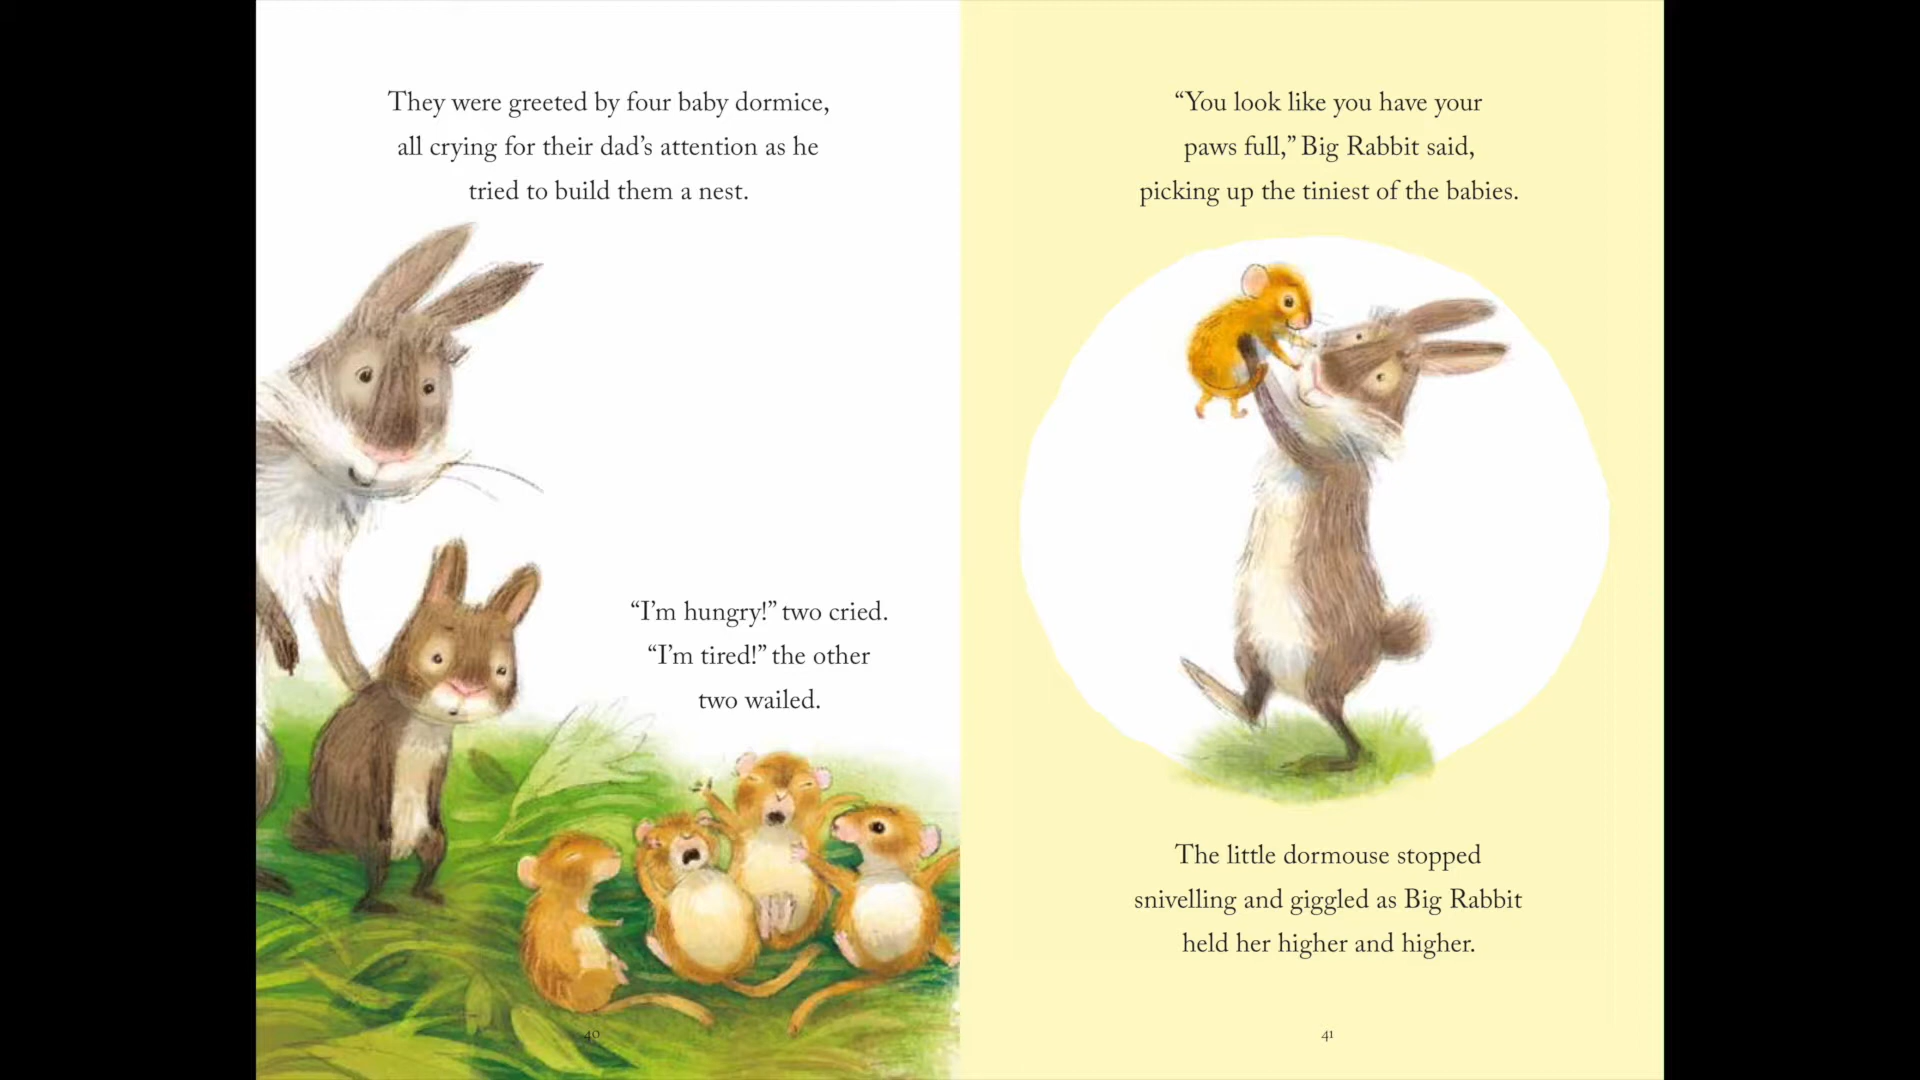 They were greeted by four baby dormice,
all crying for their dad’s attention as he
tried to build them a nest.
“I’m hungry!” two cried.
“I’m tired!” the other
two wailed.
40
“You look like you have your
paws full,” Big Rabbit said,
picking up the tiniest of the babies.
The little dormouse stopped
snivelling and giggled as Big Rabbit
held her higher and higher.
41